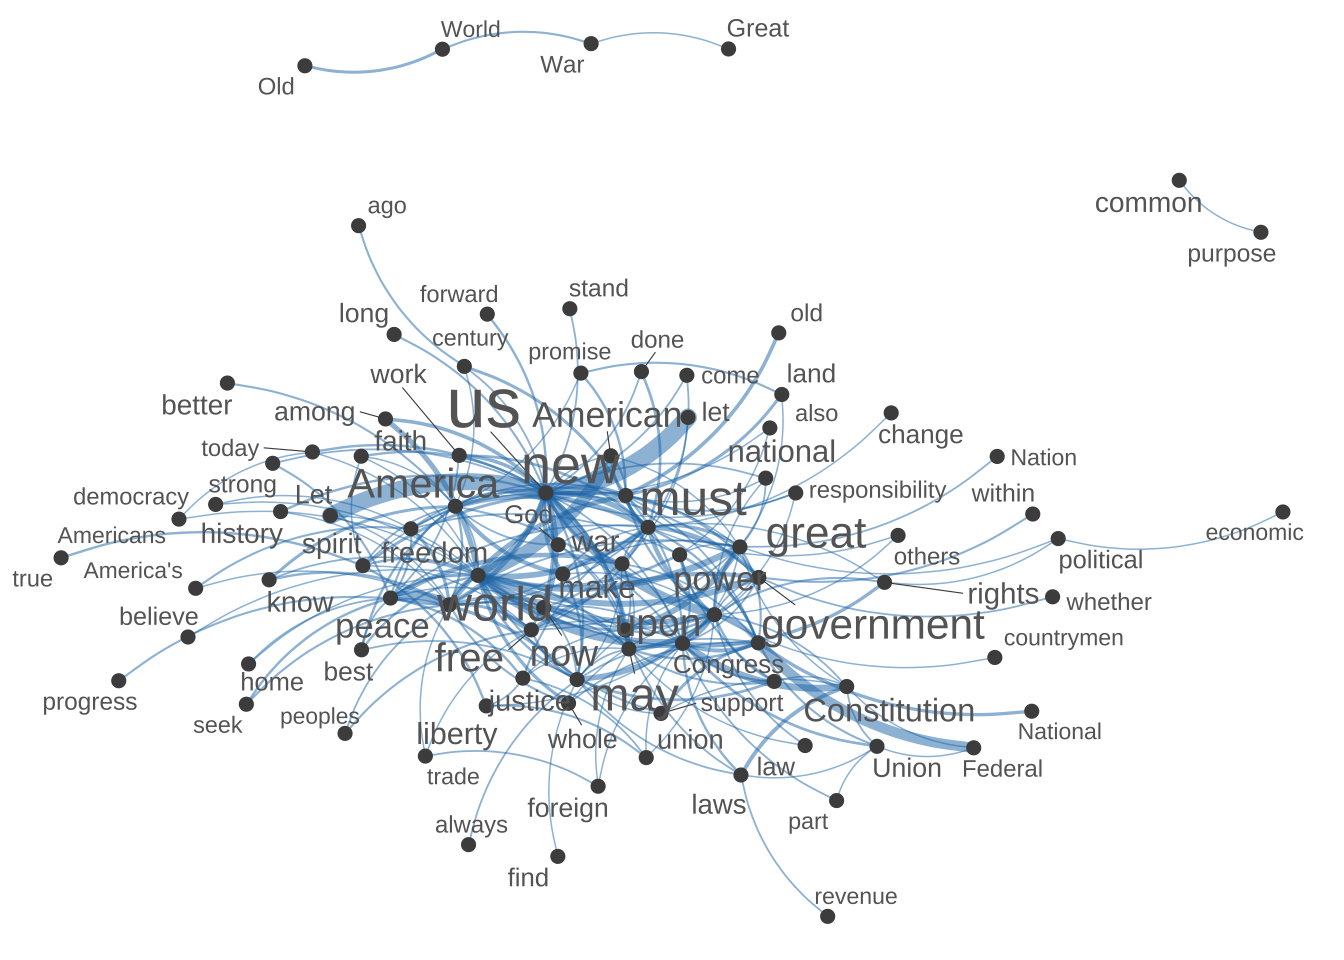 World
Great
War
Old
common
ago
purpose
stand
forward
long
old
century
done
promise
work
come
land
us
better
among
American
let
also
faith
change
today
national
new
Nation
strong
America
democracy
Let
must
responsibility
within
God
history
great
Americans
spirit
freedom
war
economic
others
political
true
America's
make
power
rights
know
world
whether
believe
peace
upon
government
countrymen
free
now
Congress
best
home
progress
seek
peoples
justice
may
support
Constitution
liberty
whole
union
National
trade
law
Union
Federal
foreign
laws
always
part
find
revenue